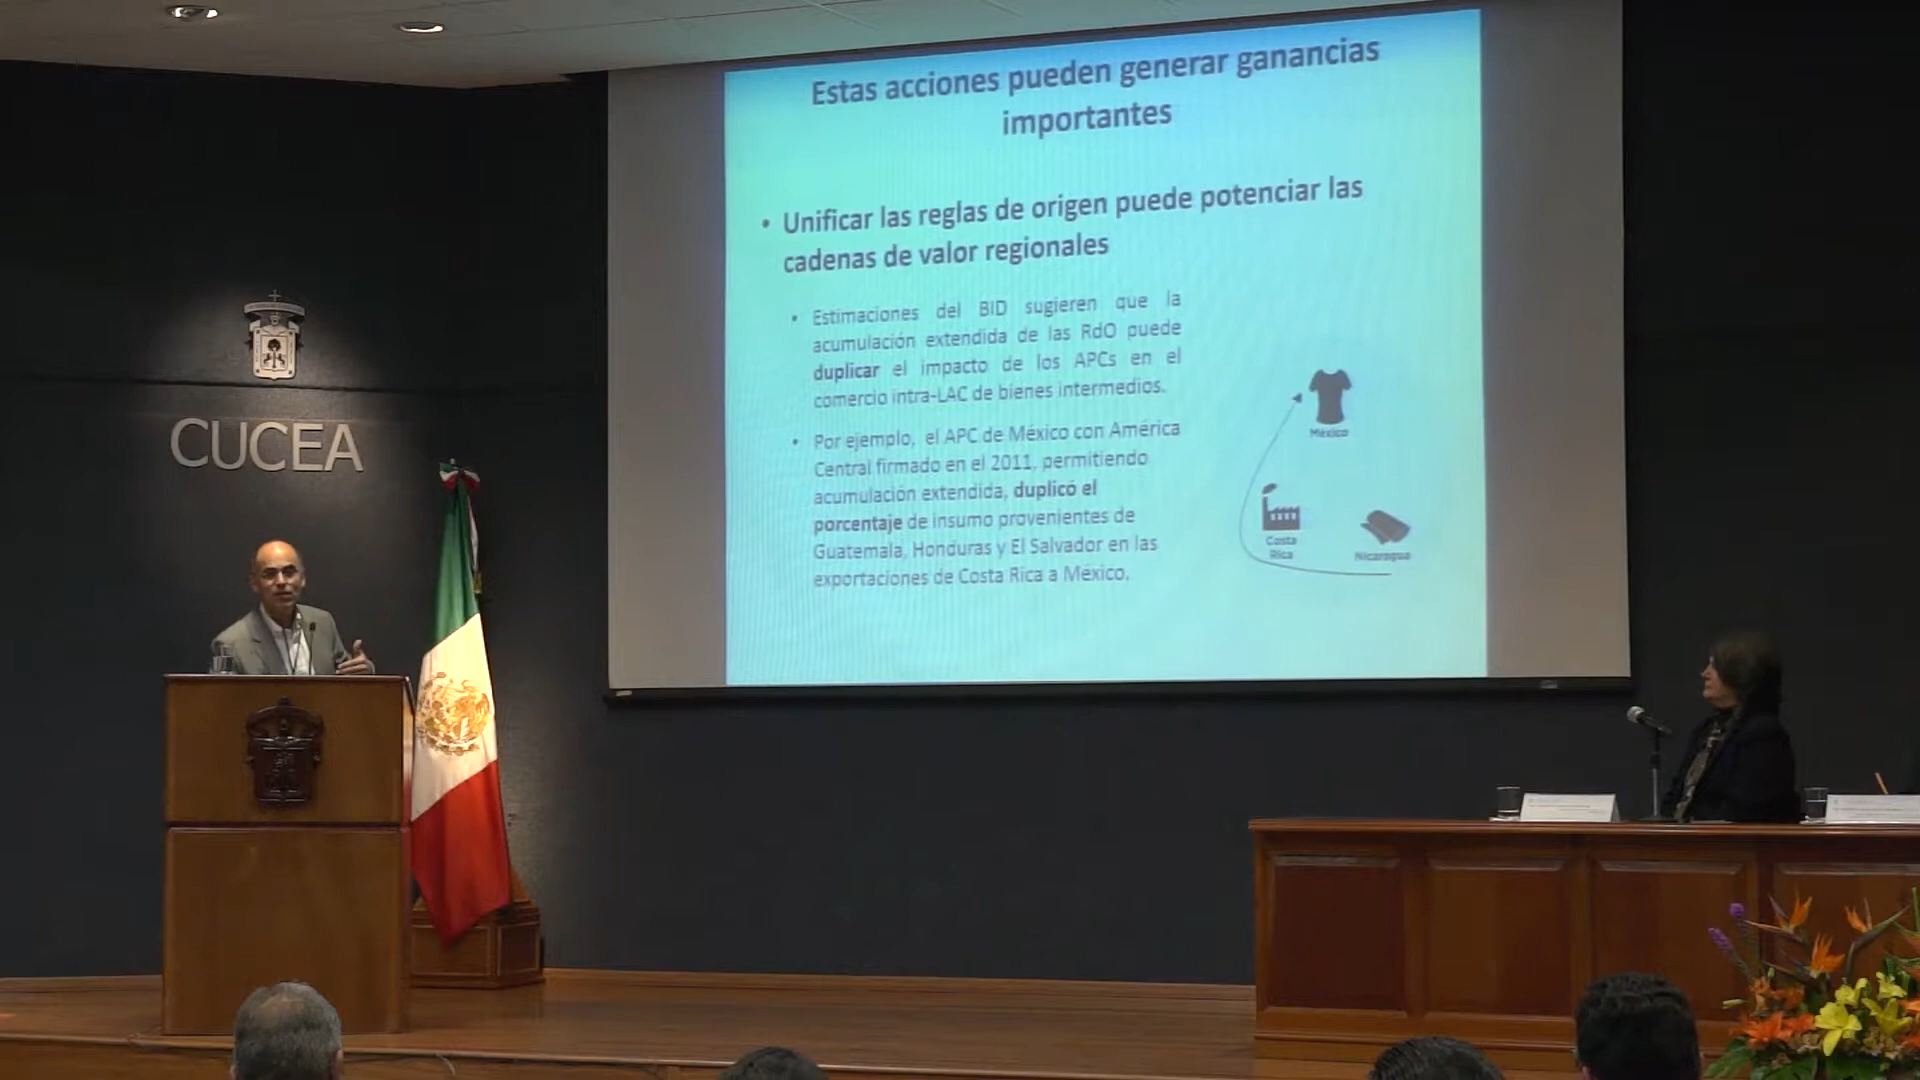 Estas acciones pueden generar ganancias
importantes
• Unificar las reglas de origen puede potenciar las
cadenas de valor regionales
• Estimaciones del BID sugieren que la
acumulación extendida de las RdO puede
duplicar el impacto de los APCs en el
comercio intra-LAC de bienes intermedios.
• Por ejemplo, el APC de México con América
Central firmado en el 2011, permitiendo
acumulación extendida, duplicó el
porcentaje de insumo provenientes de
Guatemala, Honduras y El Salvador en las
exportaciones de Costa Rica a México.
México
Costa
Rica
Nicaragua
CUCEA